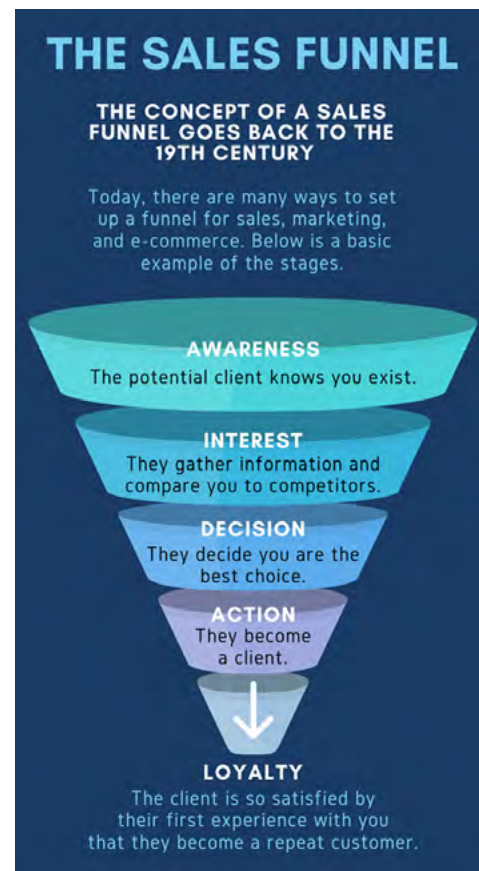 THE SALES FUNNEL
THE CONCEPT OF A SALES
FUNNEL GOES BACK TO THE
19TH CENTURY
Today, there are many ways to set
up a funnel for sales, marketing,
and e-commerce. Below is a basic
example of the stages.
AWARENESS
The potential client knows you exist.
INTEREST
They gather information and
compare you to competitors.
DECISION
They decide you are the
best choice.
ACTION
They become
a client.
LOYALTY
The client is so satisfied by
their first experience with you
that they become a repeat customer.